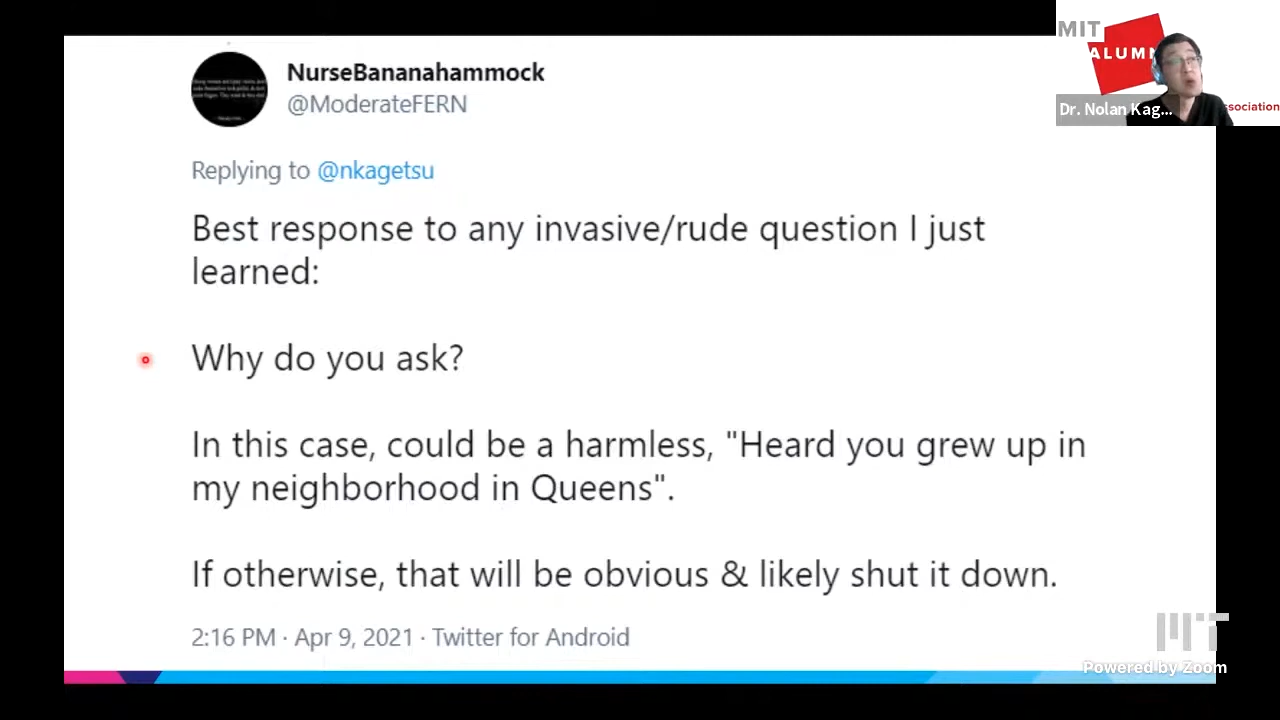 NurseBananahammock
@ModerateFERN
Replying to @nkagetsu
Best response to any invasive/rude question I just
learned:
Why do you ask?
In this case, could be a harmless, "Heard you grew up in
my neighborhood in Queens".
If otherwise, that will be obvious & likely shut it down.
2:16 PM · Apr 9, 2021 · Twitter for Android
MIT
ALUMN
Dr. Nolan Kag...
ssociation
MIT
Powered by Zoom